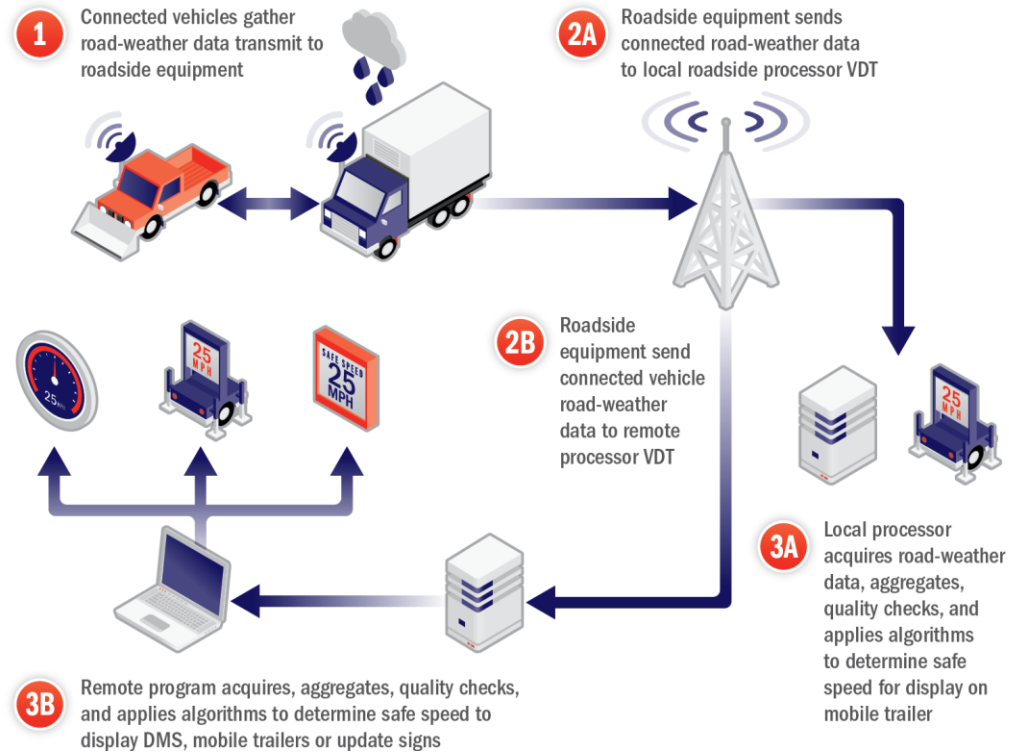 1
Connected vehicles gather
road-weather data transmit to
roadside equipment
2A
Roadside equipment sends
connected road-weather data
to local roadside processor VDT
2B
Roadside
equipment send
connected vehicle
road-weather
data to remote
processor VDT
25
MPH
25
MPH
SAFE SPEED
25
MPH
25
MPH
3A
Local processor
acquires road-weather
data, aggregates,
quality checks, and
applies algorithms
to determine safe
speed for display on
mobile trailer
3B
Remote program acquires, aggregates, quality checks,
and applies algorithms to determine safe speed to
display DMS, mobile trailers or update signs